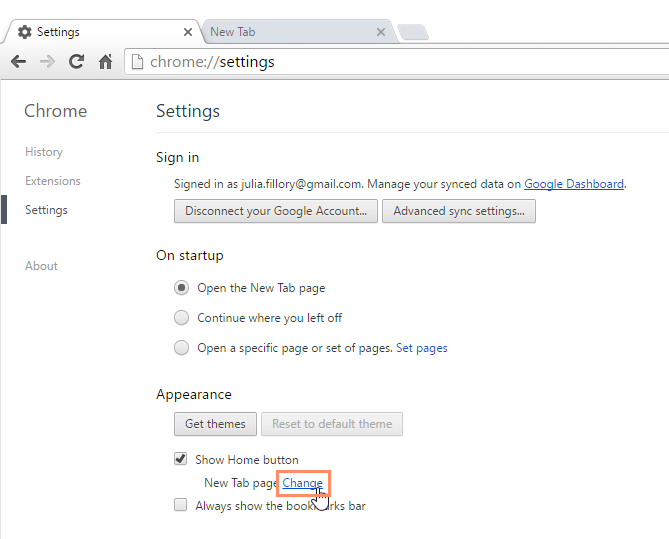 Settings
New Tab
chrome://settings
Chrome
Settings
History
Extensions
Settings
About
Sign in
Signed in as julia.fillory@gmail.com. Manage your synced data on Google Dashboard.
Disconnect your Google Account...
Advanced sync settings...
On startup
Open the New Tab page
Continue where you left off
Open a specific page or set of pages. Set pages
Appearance
Get themes
Reset to default theme
Show Home button
New Tab page Change
Always show the bookmarks bar